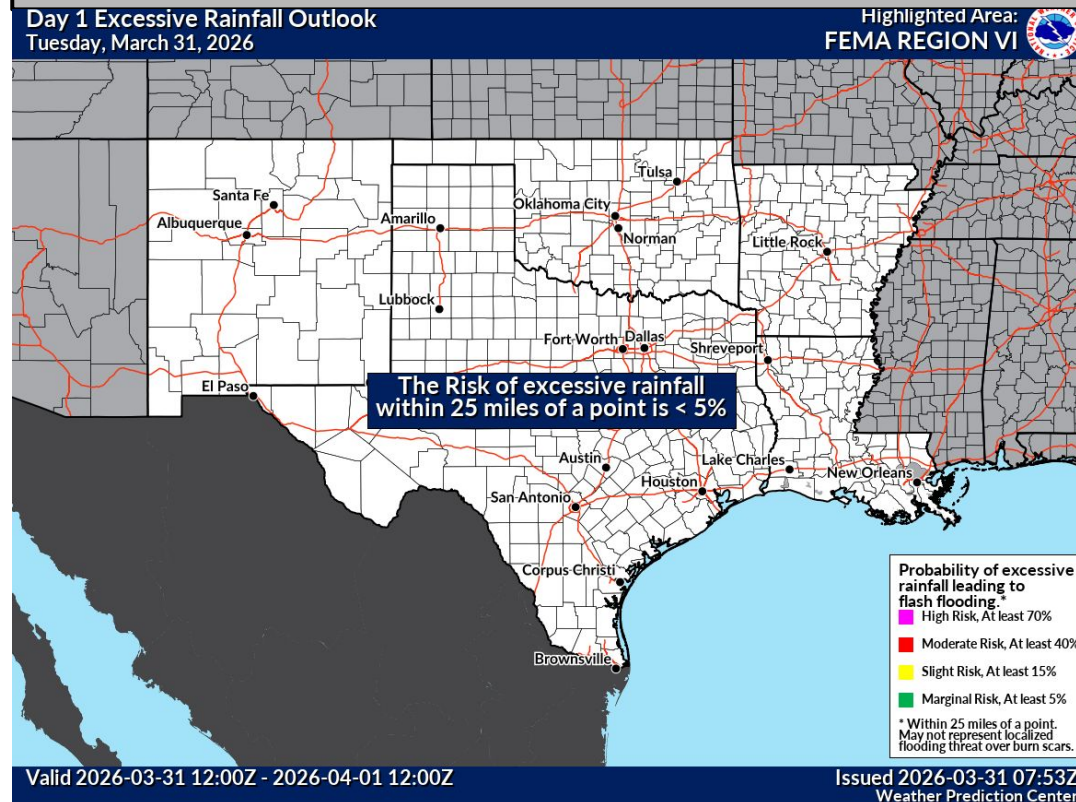 Day 1 Excessive Rainfall Outlook
Tuesday, March 31, 2026
Highlighted Area:
FEMA REGION VI
Santa Fe
Albuquerque
Amarillo
Tulsa
Oklahoma City
Norman
Little Rock
Lubbock
Fort Worth
Dallas
Shreveport
El Paso
The Risk of excessive rainfall
within 25 miles of a point is < 5%
Austin
San Antonio
Houston
Lake Charles
New Orleans
Corpus Christi
Brownsville
Probability of excessive
rainfall leading to
flash flooding.*
High Risk, At least 70%
Moderate Risk, At least 40%
Slight Risk, At least 15%
Marginal Risk, At least 5%
* Within 25 miles of a point.
May not represent localized
flooding threat over burn scars.
Valid 2026-03-31 12:00Z - 2026-04-01 12:00Z
Issued 2026-03-31 07:53Z
Weather Prediction Center